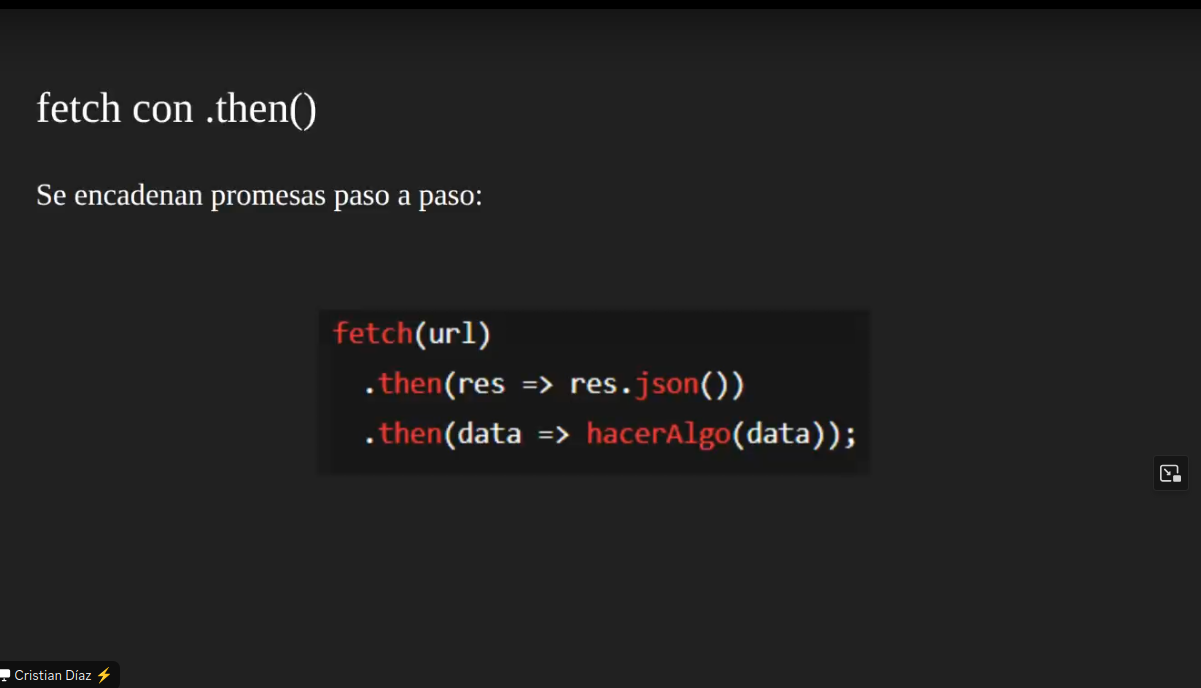 fetch con .then()
Se encadenan promesas paso a paso:
fetch(url)
.then(res => res.json())
.then(data => hacerAlgo(data));
Cristian Díaz ⚡